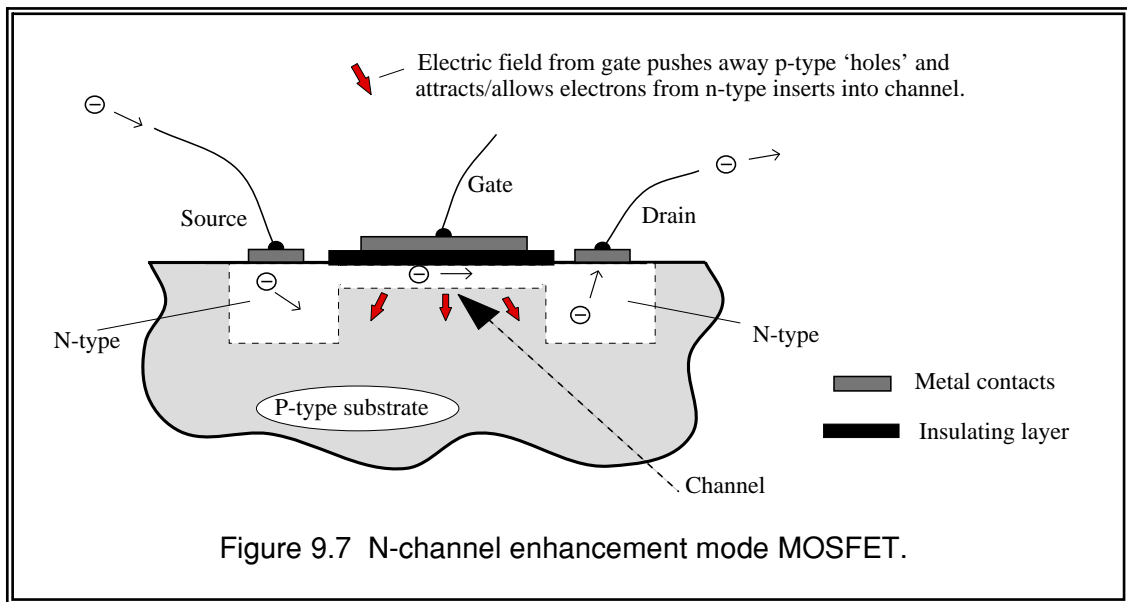 Electric field from gate pushes away p-type ‘holes’ and
attracts/allows electrons from n-type inserts into channel.
Gate
Source
Drain
N-type
N-type
P-type substrate
Metal contacts
Insulating layer
Channel
Figure 9.7 N-channel enhancement mode MOSFET.